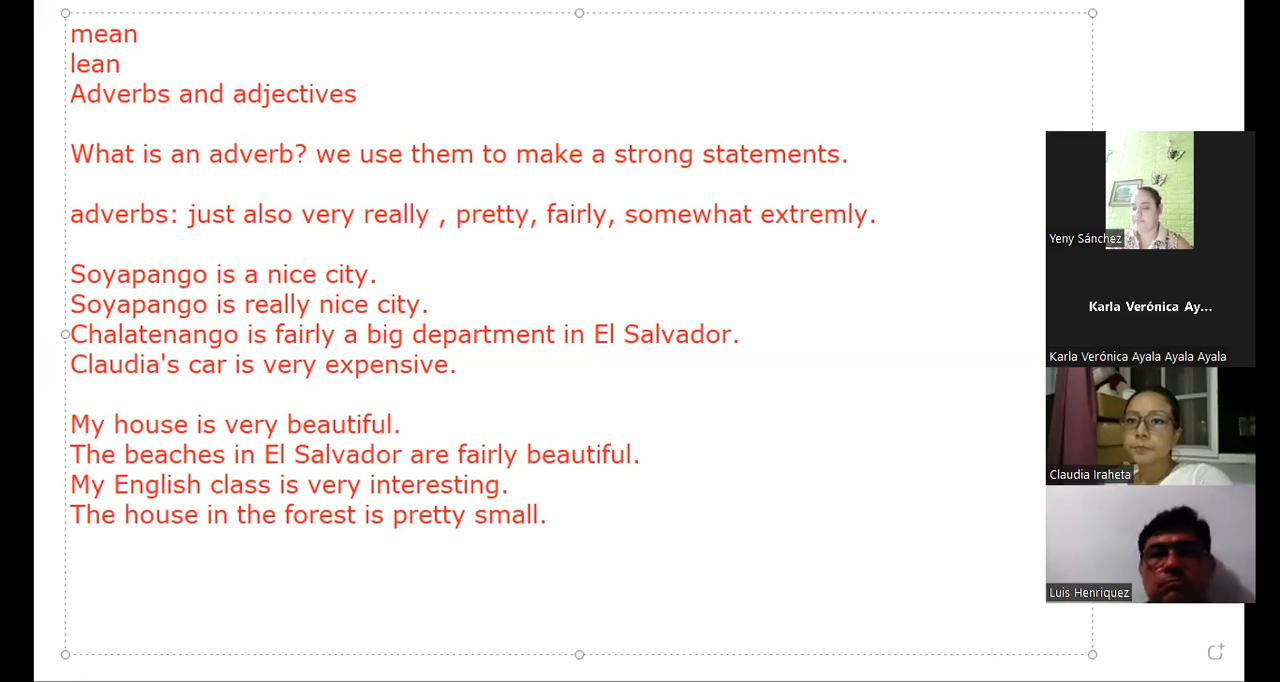 mean
lean
Adverbs and adjectives
What is an adverb? we use them to make a strong statements.
adverbs: just also very really , pretty, fairly, somewhat extremly.
Soyapango is a nice city.
Soyapango is really nice city.
Chalatenango is fairly a big department in El Salvador.
Claudia's car is very expensive.
My house is very beautiful.
The beaches in El Salvador are fairly beautiful.
My English class is very interesting.
The house in the forest is pretty small.
Yeny Sánchez
Karla Verónica Ay...
Karla Verónica Ayala Ayala Ayala
Claudia Iraheta
Luis Henriquez